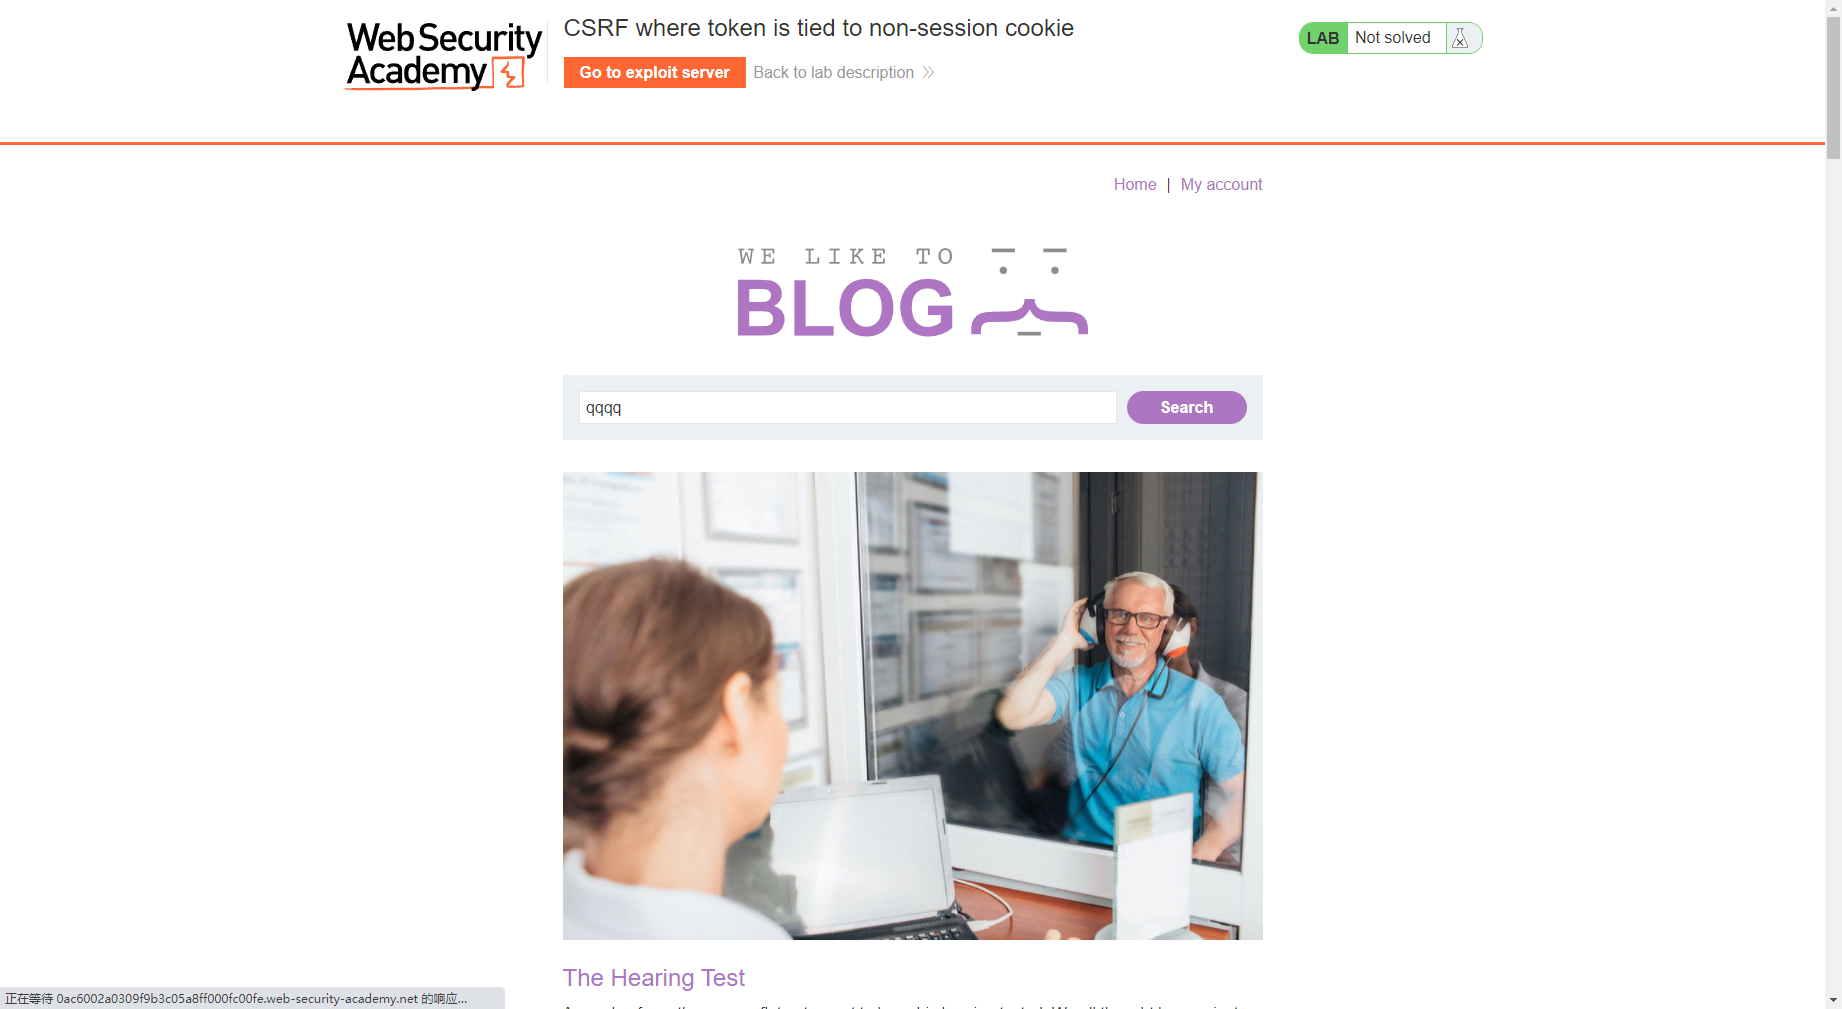 Web Security
Academy
CSRF where token is tied to non-session cookie
Go to exploit server
Back to lab description
LAB
Not solved
Home | My account
WE LIKE TO
BLOG
qqqq
Search
The Hearing Test
正在等待 0ac6002a0309f9b3c05a8ff000fc00fe.web-security-academy.net 的响应...